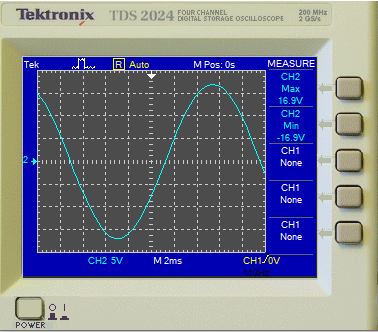 Tektronix TDS 2024 FOUR CHANNEL DIGITAL STORAGE OSCILLOSCOPE 200 MHz 2 GS/s
Tek R Auto M Pos: 0s MEASURE
CH2
Max
16.9V
CH2
Min
-16.9V
2
CH1
None
CH1
None
CH1
None
CH2 5V M 2ms CH1 / 0V
POWER